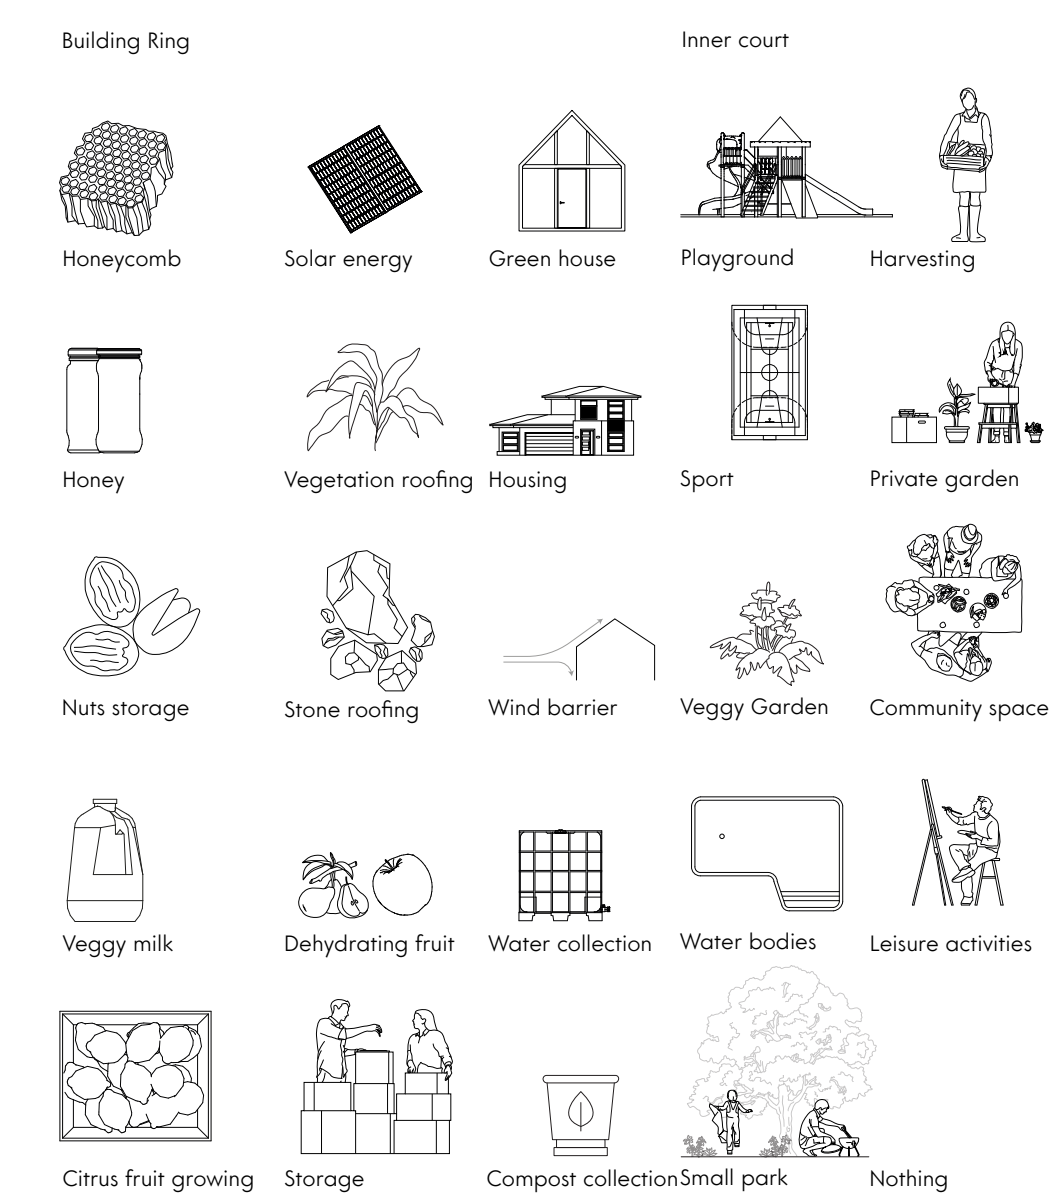 Building Ring
Inner court
Honeycomb
Solar energy
Green house
Playground
Harvesting
Honey
Vegetation roofing
Housing
Sport
Private garden
Nuts storage
Stone roofing
Wind barrier
Veggy Garden
Community space
Veggy milk
Dehydrating fruit
Water collection
Water bodies
Leisure activities
Citrus fruit growing
Storage
Compost collection
Small park
Nothing